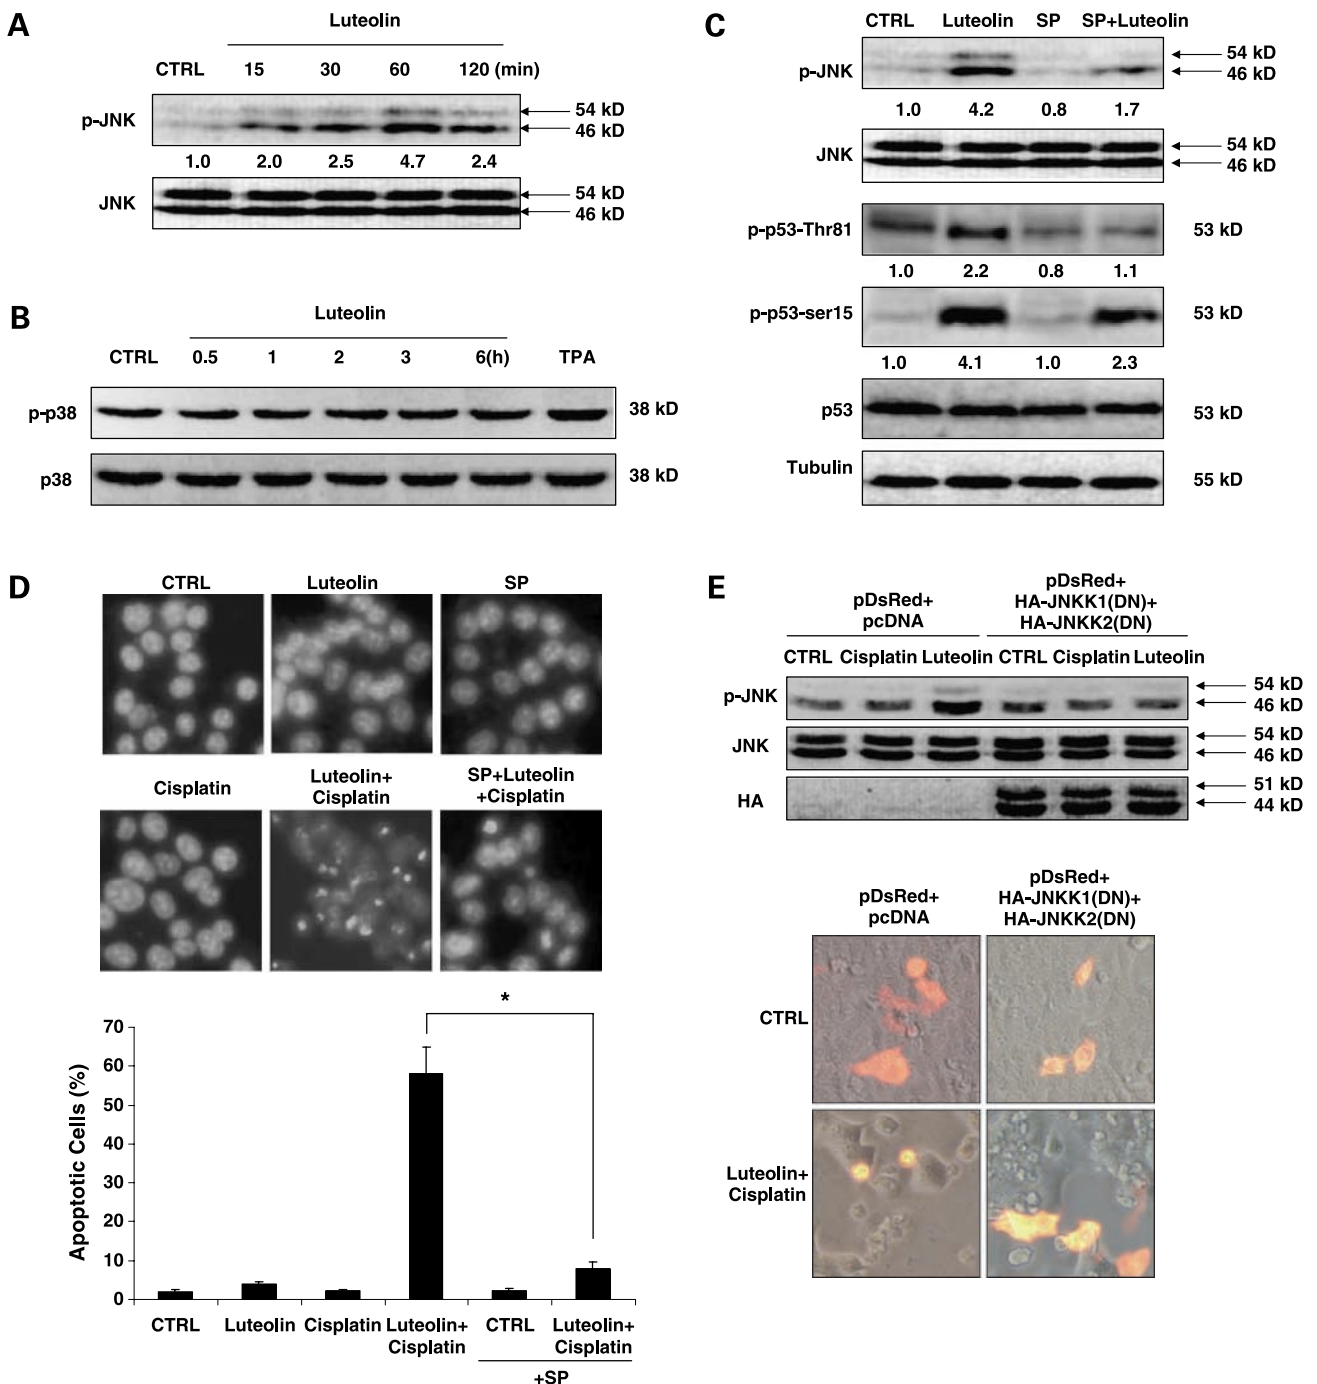 A
Luteolin
CTRL 15 30 60 120 (min)
p-JNK
54 kD
46 kD
1.0 2.0 2.5 4.7 2.4
JNK
54 kD
46 kD
B
Luteolin
CTRL 0.5 1 2 3 6(h) TPA
p-p38 38 kD
p38 38 kD
C
CTRL Luteolin SP SP+Luteolin
p-JNK
54 kD
46 kD
1.0 4.2 0.8 1.7
JNK
54 kD
46 kD
p-p53-Thr81 53 kD
1.0 2.2 0.8 1.1
p-p53-ser15 53 kD
1.0 4.1 1.0 2.3
p53 53 kD
Tubulin 55 kD
D
CTRL Luteolin SP
Cisplatin
Luteolin+
Cisplatin
SP+Luteolin
+Cisplatin
*
Apoptotic Cells (%)
70
60
50
40
30
20
10
0
CTRL
Luteolin
Cisplatin
Luteolin+
Cisplatin
CTRL
Luteolin+
Cisplatin
+SP
E
pDsRed+
pcDNA
pDsRed+
HA-JNKK1(DN)+
HA-JNKK2(DN)
CTRL Cisplatin Luteolin CTRL Cisplatin Luteolin
p-JNK
54 kD
46 kD
JNK
54 kD
46 kD
HA
51 kD
44 kD
pDsRed+
pcDNA
pDsRed+
HA-JNKK1(DN)+
HA-JNKK2(DN)
CTRL
Luteolin+
Cisplatin